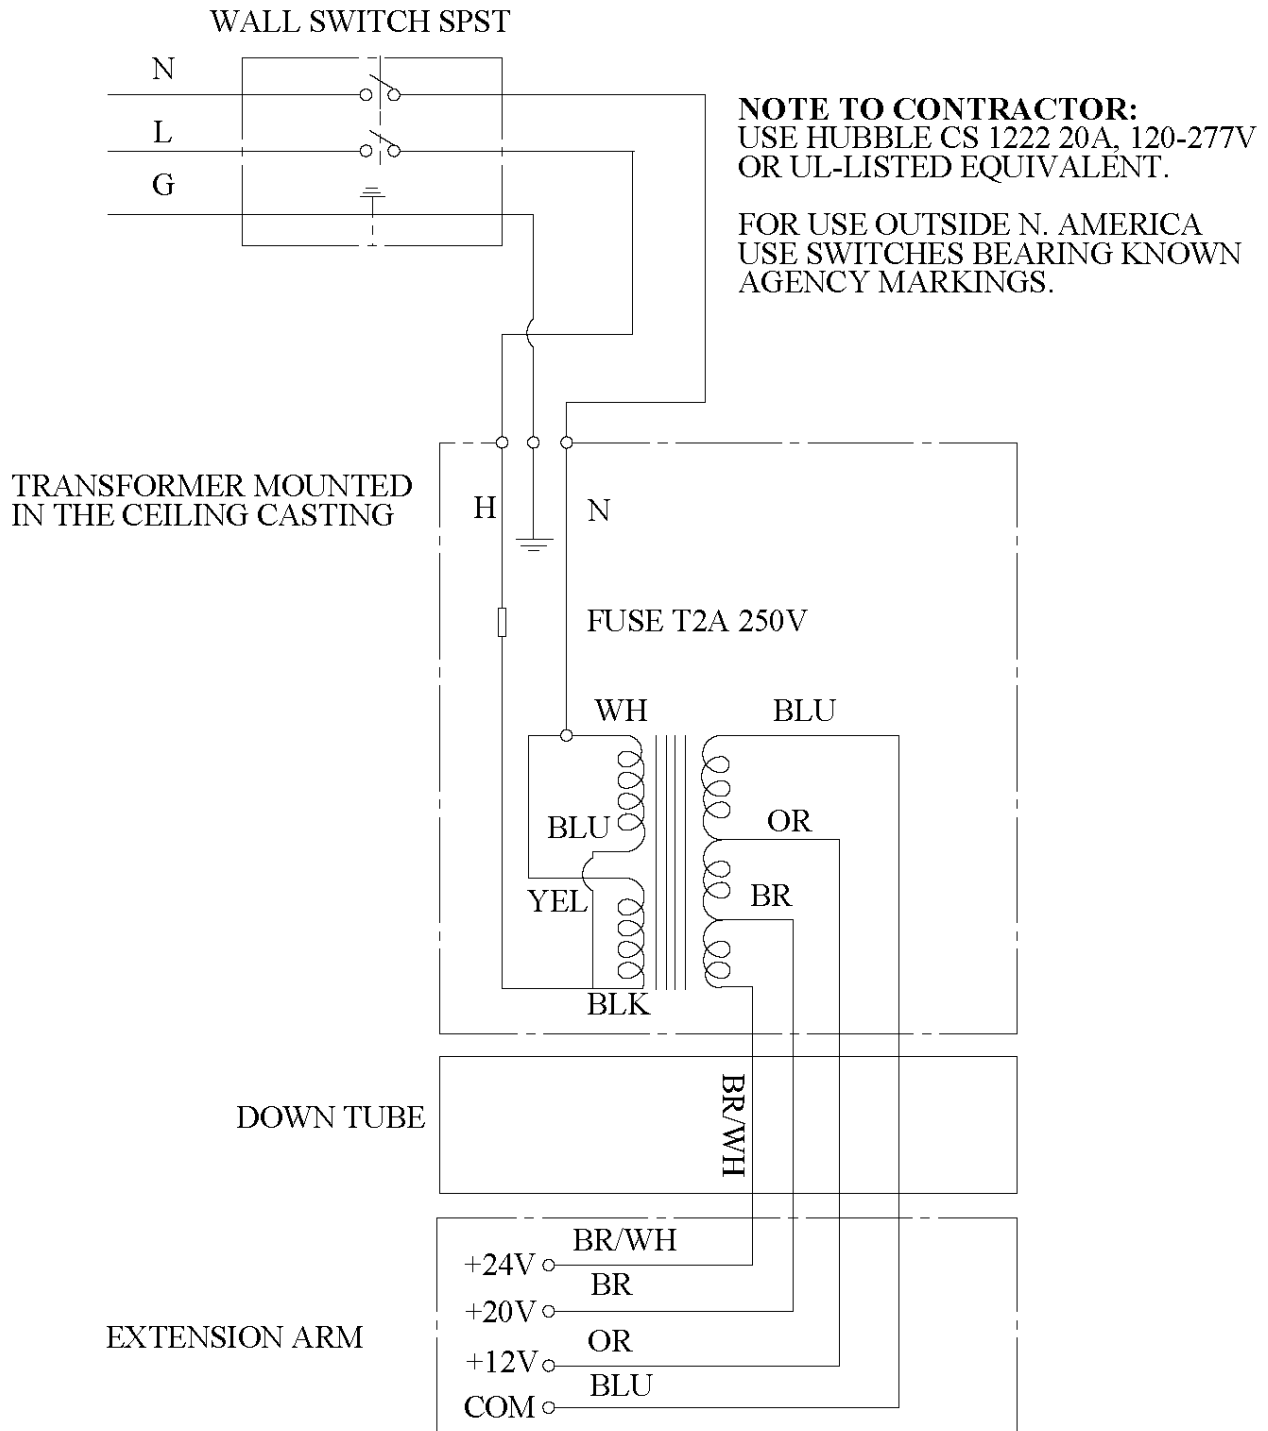 WALL SWITCH SPST
N
L
G
NOTE TO CONTRACTOR:
USE HUBBLE CS 1222 20A, 120-277V
OR UL-LISTED EQUIVALENT.
FOR USE OUTSIDE N. AMERICA
USE SWITCHES BEARING KNOWN
AGENCY MARKINGS.
TRANSFORMER MOUNTED
IN THE CEILING CASTING
H
N
FUSE T2A 250V
WH
BLU
BLU
OR
YEL
BR
BLK
DOWN TUBE
BR/WH
EXTENSION ARM
+24V
BR/WH
+20V
BR
+12V
OR
COM
BLU